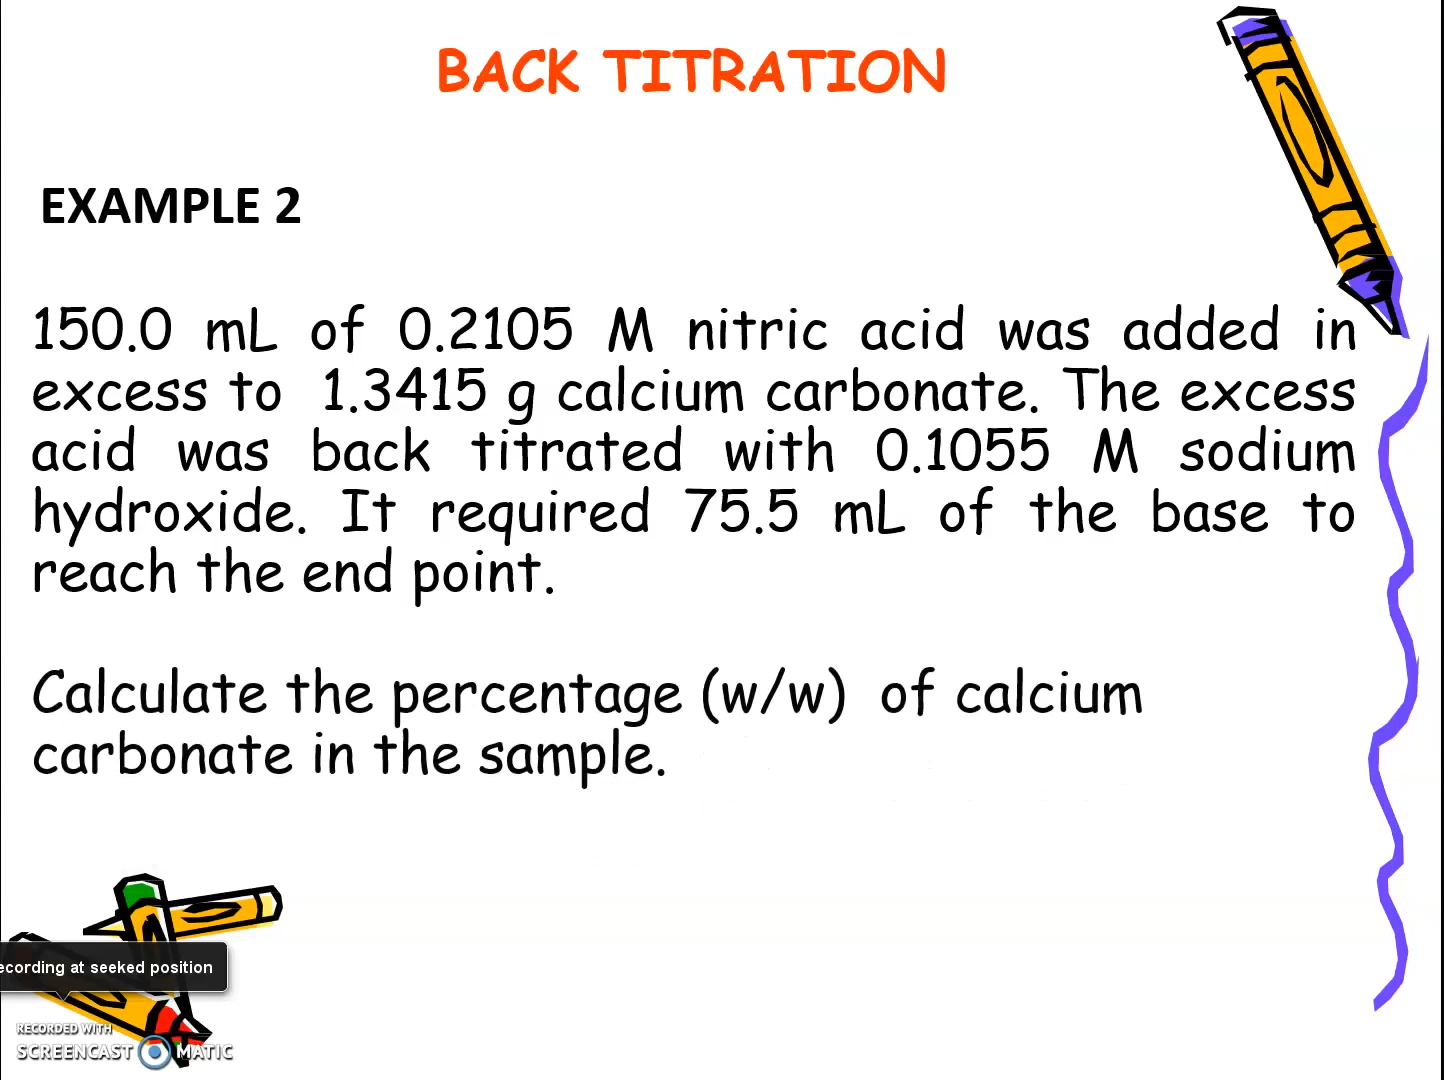 BACK TITRATION
EXAMPLE 2
150.0 mL of 0.2105 M nitric acid was added in
excess to 1.3415 g calcium carbonate. The excess
acid was back titrated with 0.1055 M sodium
hydroxide. It required 75.5 mL of the base to
reach the end point.
Calculate the percentage (w/w) of calcium
carbonate in the sample.
ecording at seeked position
RECORDED WITH
SCREENCAST MATIC